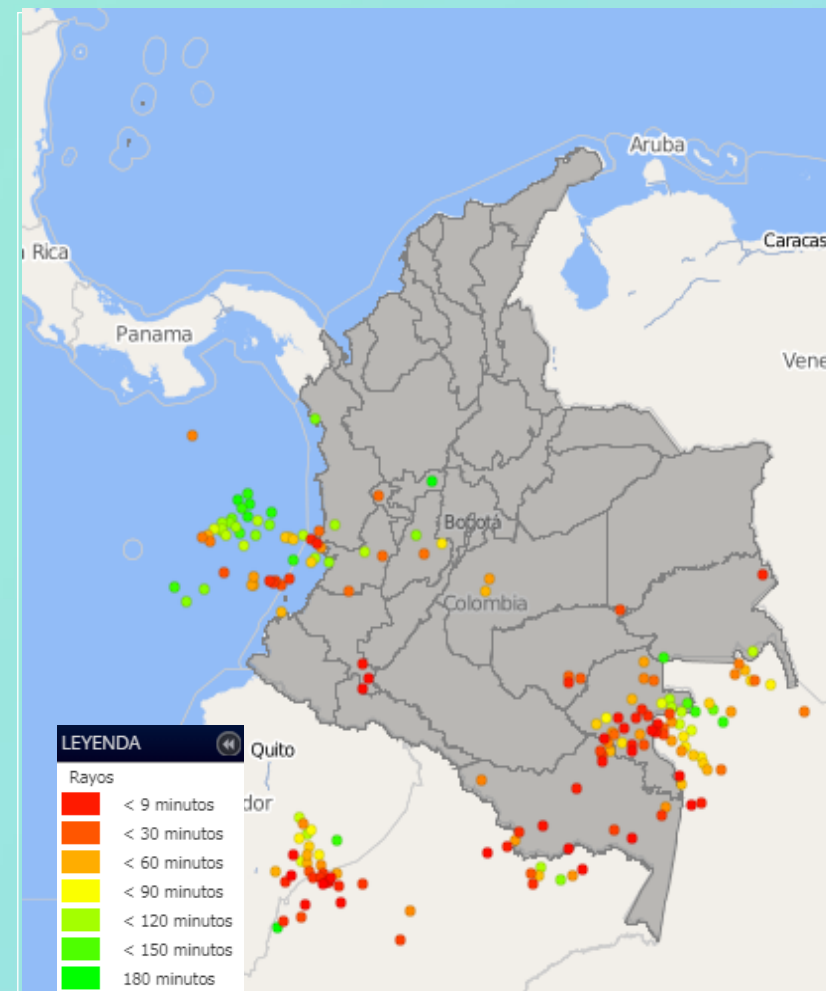 Aruba
Caracas
Rica
Panama
Vene
Bogotá
Colombia
LEYENDA
Quito
dor
Rayos
< 9 minutos
< 30 minutos
< 60 minutos
< 90 minutos
< 120 minutos
< 150 minutos
180 minutos